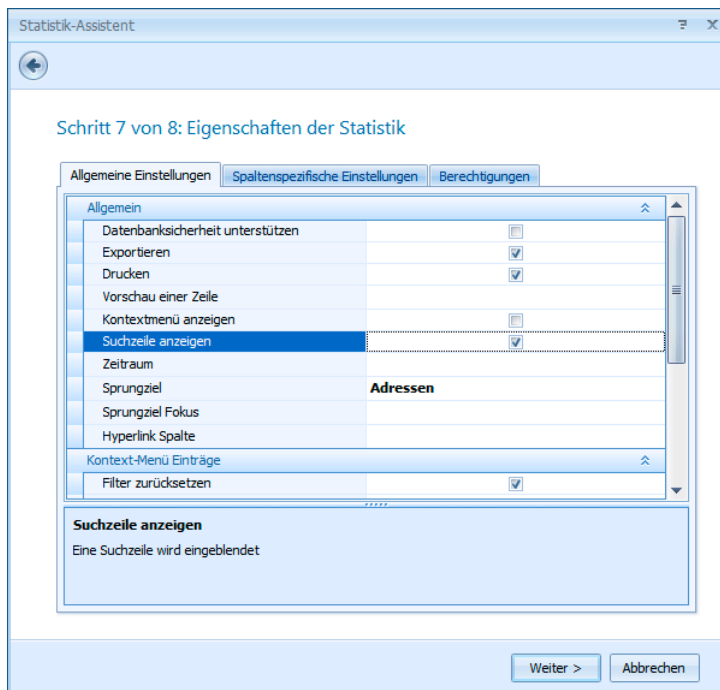 Statistik-Assistent
Schritt 7 von 8: Eigenschaften der Statistik
Allgemeine Einstellungen Spaltenspezifische Einstellungen Berechtigungen
Allgemein
Datenbanksicherheit unterstützen
Exportieren
Drucken
Vorschau einer Zeile
Kontextmenü anzeigen
Suchzeile anzeigen
Zeitraum
Sprungziel Adressen
Sprungziel Fokus
Hyperlink Spalte
Kontext-Menü Einträge
Filter zurücksetzen
Suchzeile anzeigen
Eine Suchzeile wird eingeblendet
Weiter > Abbrechen